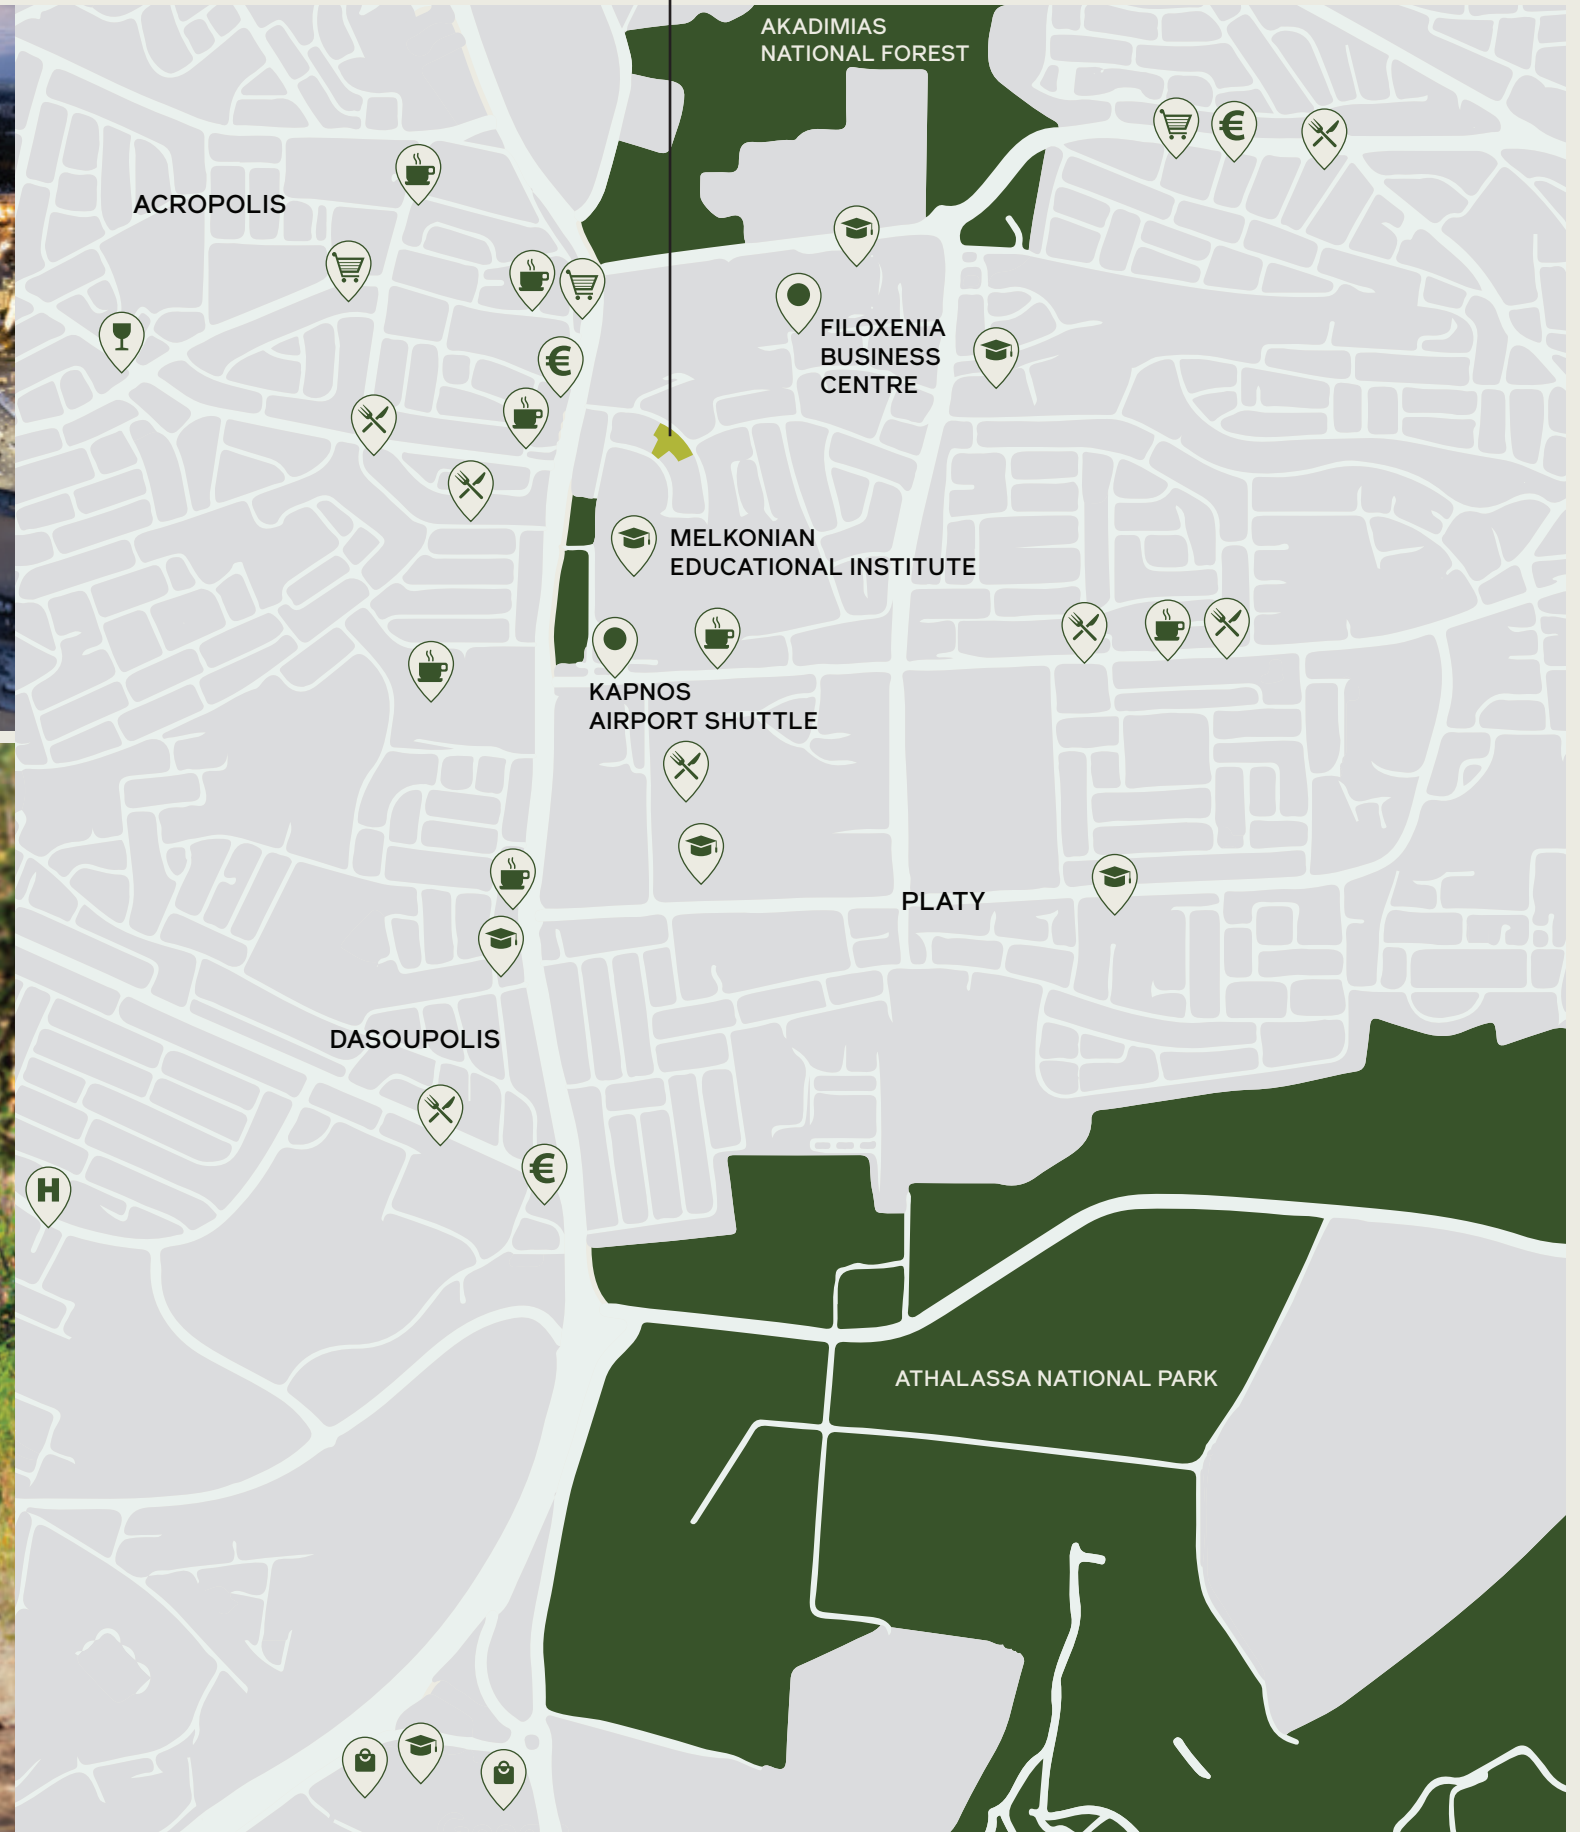 AKADIMIAS
NATIONAL FOREST
€
ACROPOLIS
FILOXENIA
BUSINESS
CENTRE
€
MELKONIAN
EDUCATIONAL INSTITUTE
KAPNOS
AIRPORT SHUTTLE
PLATY
DASOUPOLIS
€
H
ATHALASSA NATIONAL PARK